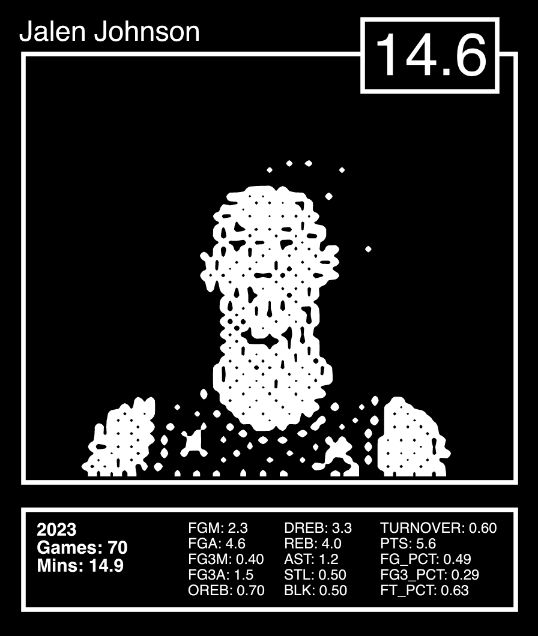 Jalen Johnson
14.6
2023
Games: 70
Mins: 14.9
FGM: 2.3
FGA: 4.6
FG3M: 0.40
FG3A: 1.5
OREB: 0.70
DREB: 3.3
REB: 4.0
AST: 1.2
STL: 0.50
BLK: 0.50
TURNOVER: 0.60
PTS: 5.6
FG_PCT: 0.49
FG3_PCT: 0.29
FT_PCT: 0.63